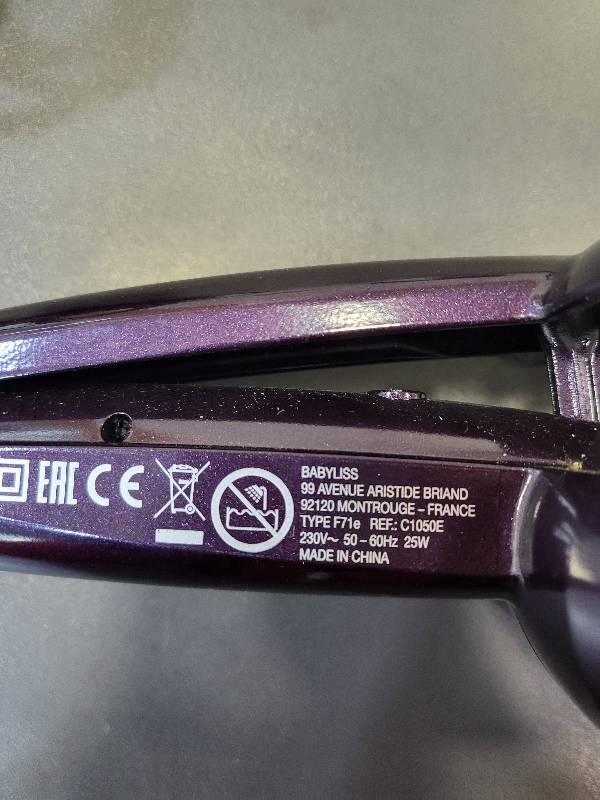 EAC CE
BABYLISS
99 AVENUE ARISTIDE BRIAND
92120 MONTROUGE – FRANCE
TYPE F71e REF.: C1050E
230V~ 50 – 60Hz 25W
MADE IN CHINA